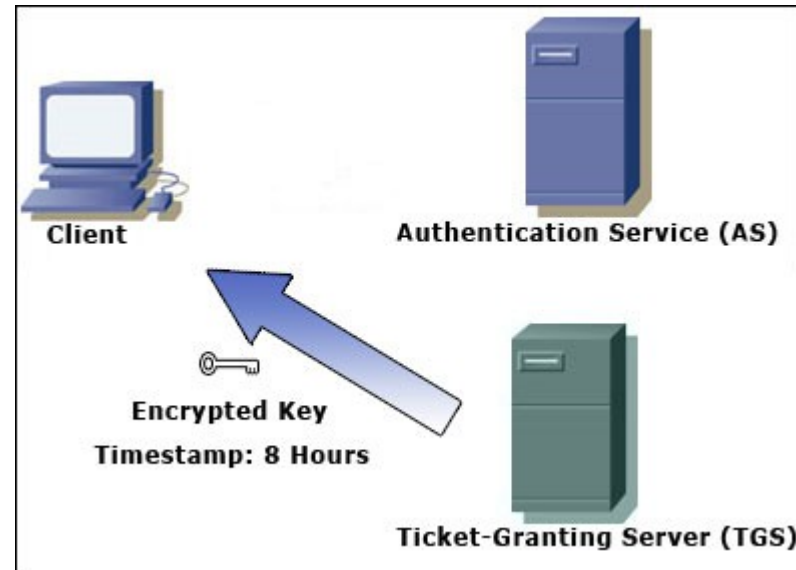 Client
Authentication Service (AS)
Encrypted Key
Timestamp: 8 Hours
Ticket-Granting Server (TGS)